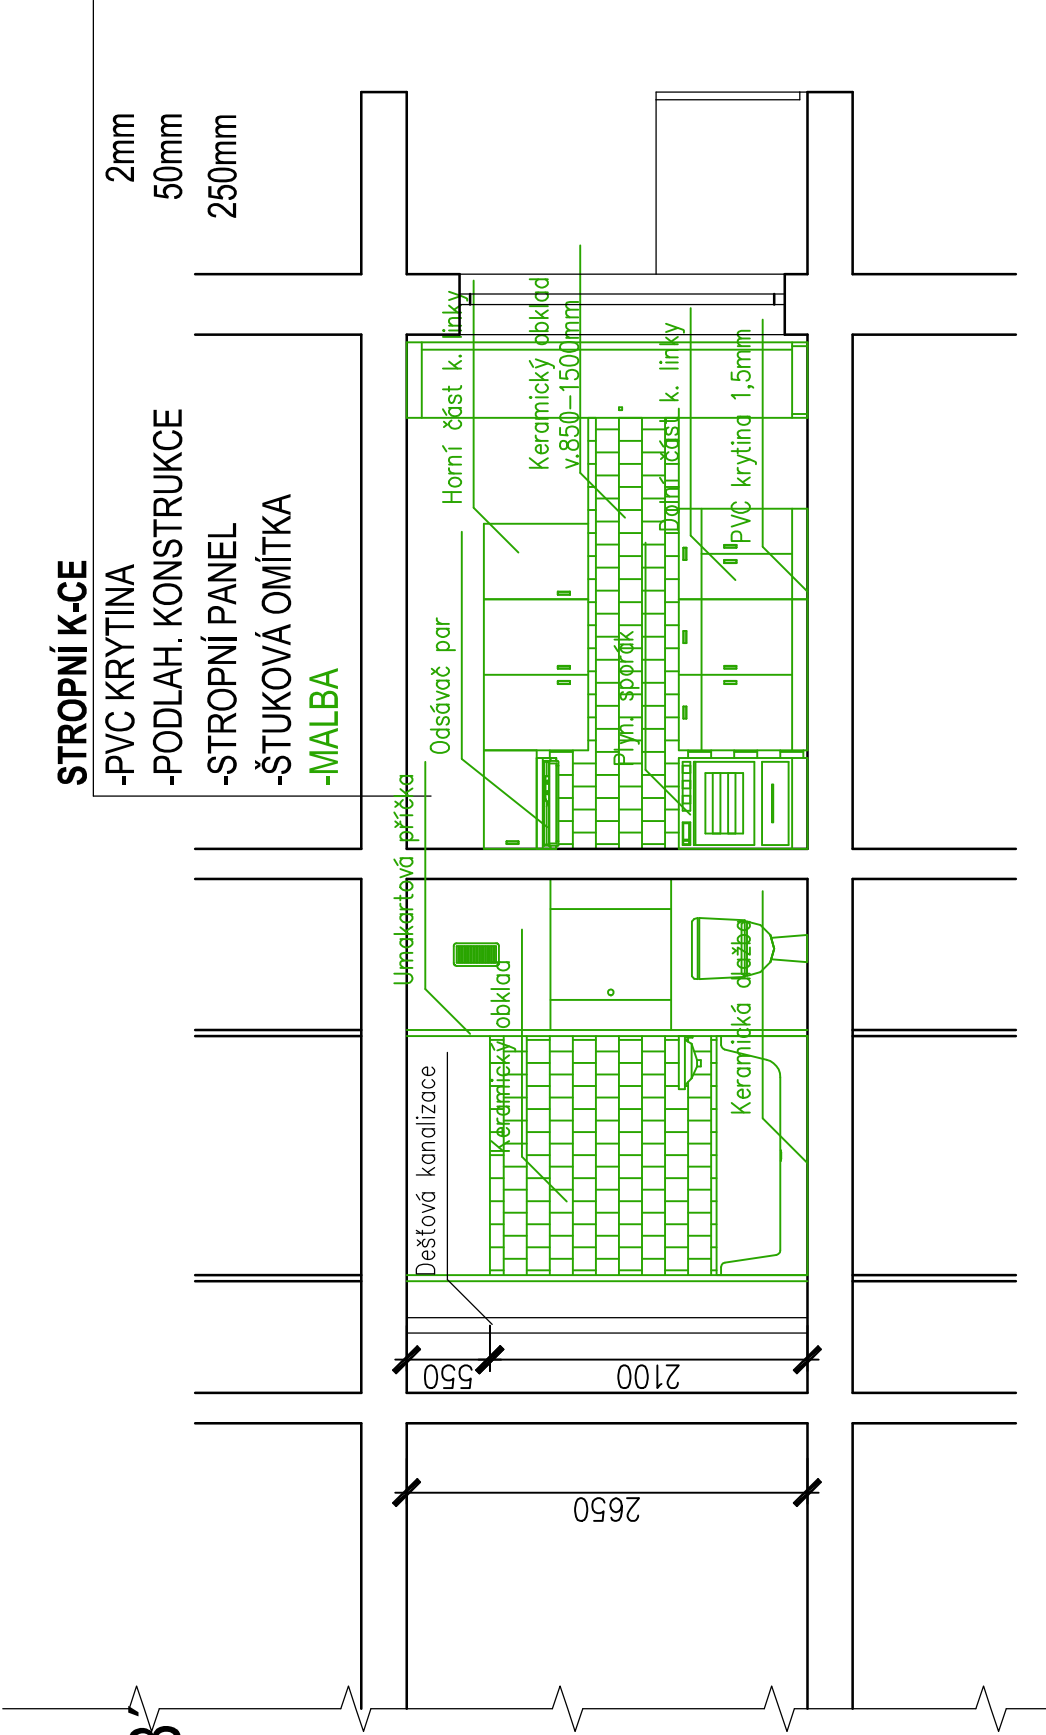 STROPNÍ K-CE
-PVC KRYTINA 2mm
-PODLAH. KONSTRUKCE 50mm
-STROPNÍ PANEL 250mm
-ŠTUKOVÁ OMÍTKA
-MALBA
Umakartová příčka
Dešťová kanalizace
Odsávač par
Horní část k. linky
Keramický obklad
Keramický obklad
v.850-1500mm
Plyn. sporák
Dolní část k. linky
Keramická dlažba
PVC krytina 1,5mm
550
2100
2650